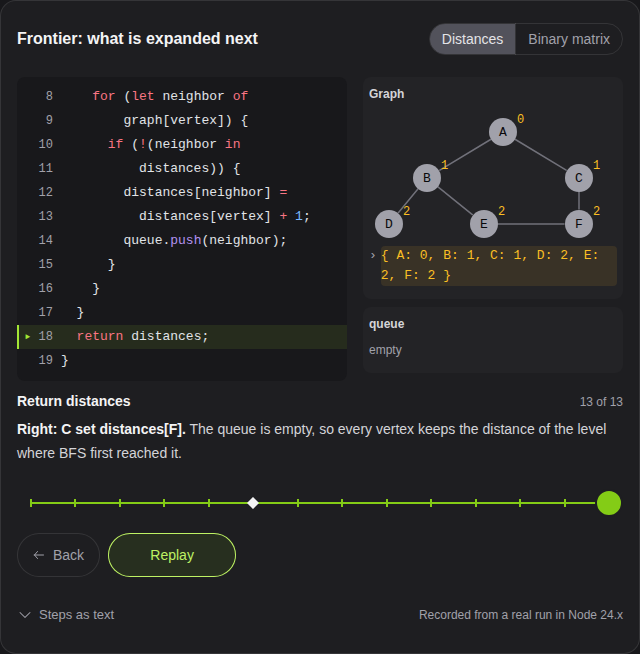 Frontier: what is expanded next
Distances
Binary matrix
8 for (let neighbor of
9 graph[vertex]) {
10 if (!(neighbor in
11 distances)) {
12 distances[neighbor] =
13 distances[vertex] + 1;
14 queue.push(neighbor);
15 }
16 }
17 }
▸ 18 return distances;
19 }
Graph
A 0
B 1
C 1
D 2
E 2
F 2
› { A: 0, B: 1, C: 1, D: 2, E:
2, F: 2 }
queue
empty
Return distances
13 of 13
Right: C set distances[F]. The queue is empty, so every vertex keeps the distance of the level
where BFS first reached it.
← Back
Replay
Steps as text
Recorded from a real run in Node 24.x